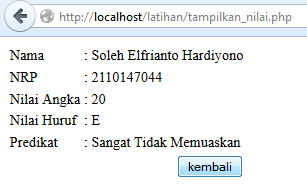 http://localhost/latihan/tampilkan_nilai.php
Nama : Soleh Elfrianto Hardiyono
NRP : 2110147044
Nilai Angka : 20
Nilai Huruf : E
Predikat : Sangat Tidak Memuaskan
kembali